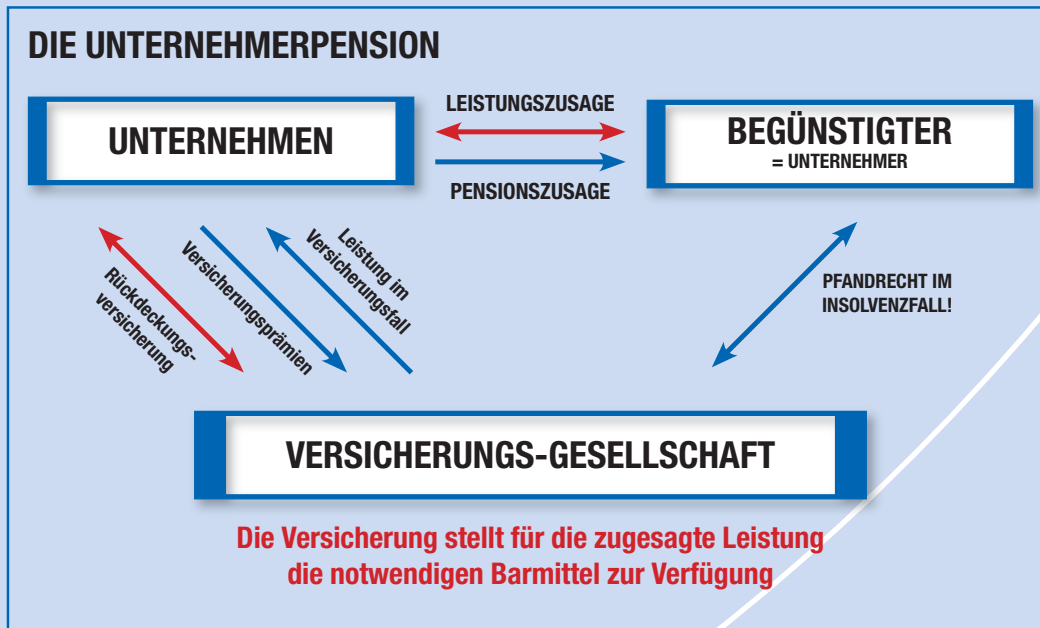 DIE UNTERNEHMERPENSION
UNTERNEHMEN
LEISTUNGSZUSAGE
PENSIONSZUSAGE
BEGÜNSTIGTER
= UNTERNEHMER
Rückdeckungs-
versicherung
Versicherungsprämien
Leistung im
Versicherungsfall
PFANDRECHT IM
INSOLVENZFALL!
VERSICHERUNGS-GESELLSCHAFT
Die Versicherung stellt für die zugesagte Leistung
die notwendigen Barmittel zur Verfügung